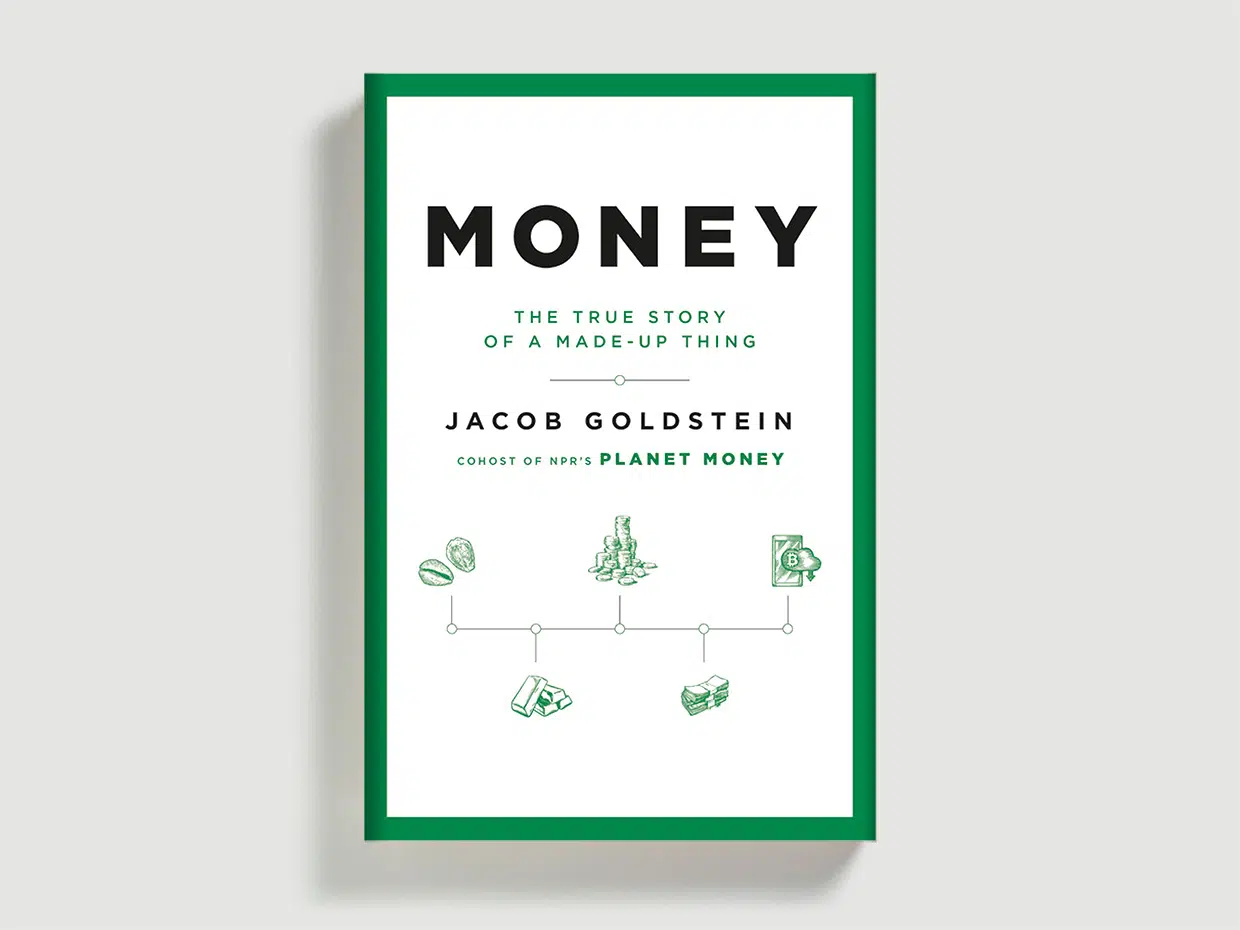 MONEY
THE TRUE STORY
OF A MADE-UP THING
JACOB GOLDSTEIN
COHOST OF NPR'S PLANET MONEY
B